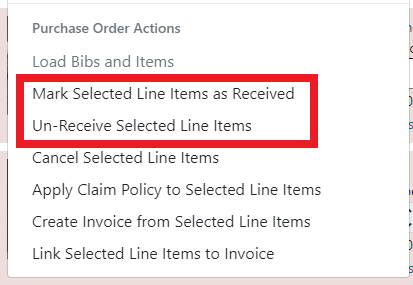 Purchase Order Actions
Load Bibs and Items
Mark Selected Line Items as Received
Un-Receive Selected Line Items
Cancel Selected Line Items
Apply Claim Policy to Selected Line Items
Create Invoice from Selected Line Items
Link Selected Line Items to Invoice